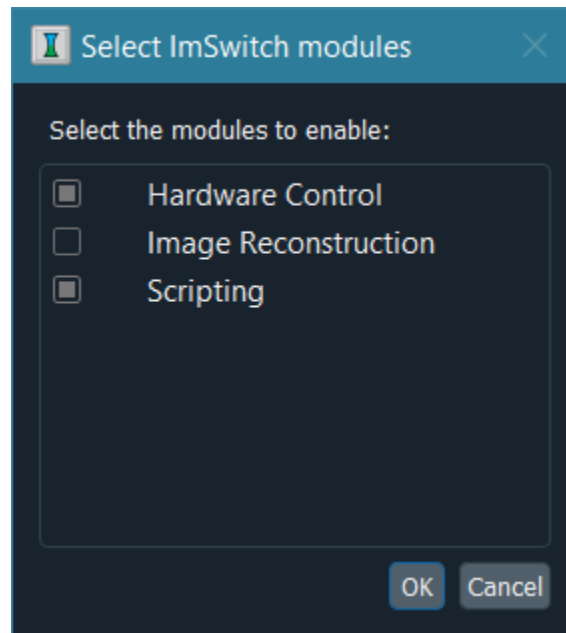 Select ImSwitch modules
Select the modules to enable:
Hardware Control
Image Reconstruction
Scripting
OK Cancel